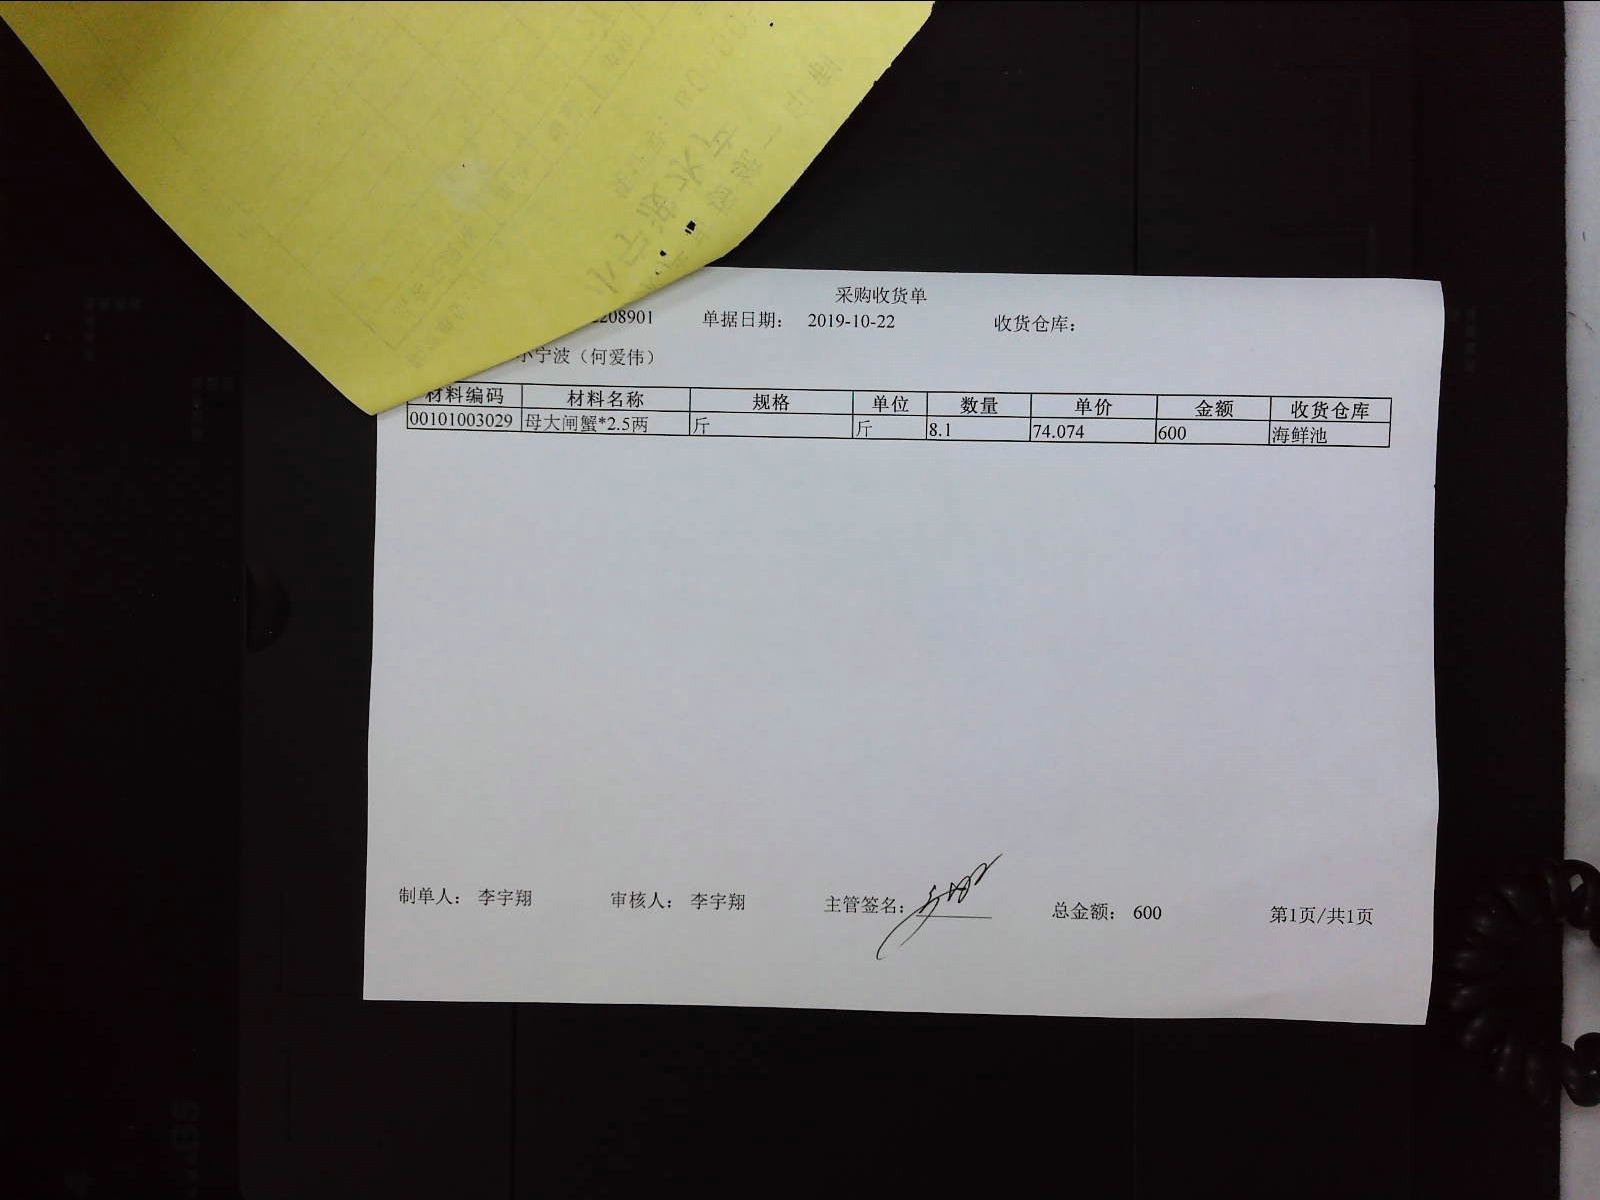 采购收货单
208901 单据日期： 2019-10-22 收货仓库：
小宁波（何爱伟）
材料编码 材料名称 规格 单位 数量 单价 金额 收货仓库
00101003029 母大闸蟹*2.5两 斤 斤 8.1 74.074 600 海鲜池
制单人： 李宇翔 审核人： 李宇翔 主管签名： 总金额： 600 第1页/共1页